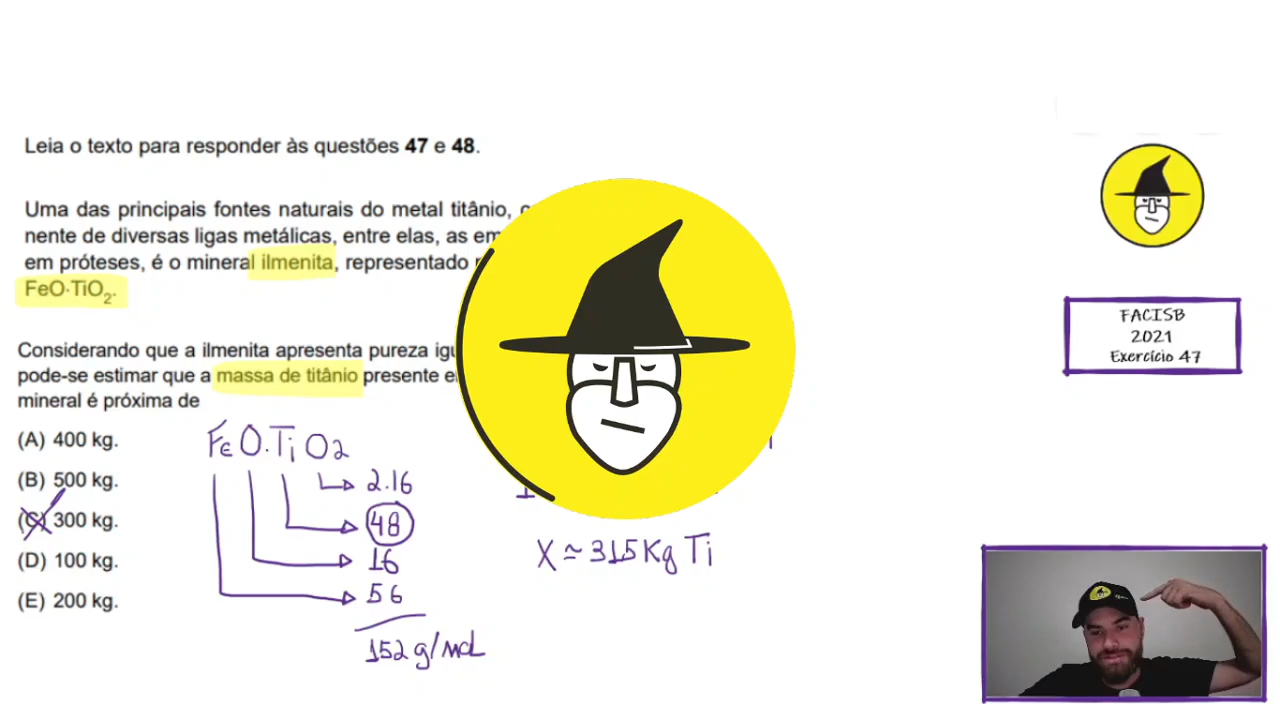 Leia o texto para responder às questões 47 e 48.
Uma das principais fontes naturais do metal titânio,
nente de diversas ligas metálicas, entre elas, as
em próteses, é o mineral ilmenita, representado
FeO·TiO₂.
Considerando que a ilmenita apresenta pureza
pode-se estimar que a massa de titânio presente
mineral é próxima de
(A) 400 kg.
(B) 500 kg.
(C) 300 kg.
(D) 100 kg.
(E) 200 kg.
FeO.TiO2
2.16
48
16
56
152 g/mol
X ≃ 315 Kg Ti
FACISB
2021
Exercício 47